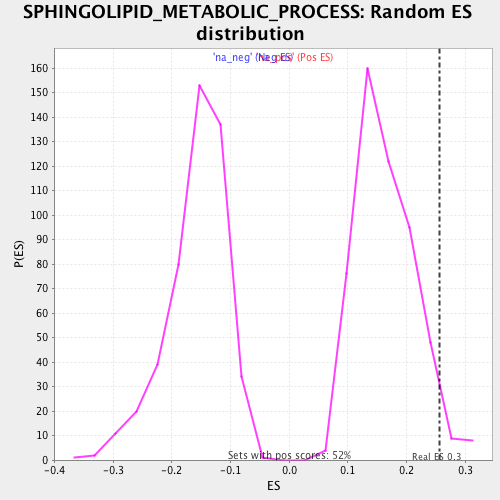 SPHINGOLIPID_METABOLIC_PROCESS: Random ES
distribution
'na_neg' (Neg ES) 'na_pos' (Pos ES)
160
150
140
130
120
110
100
90
80
70
60
50
40
30
20
10
0
P(ES)
Sets with pos scores: 52%
Real ES 0.3
-0.4 -0.3 -0.2 -0.1 0.0 0.1 0.2 0.3
ES